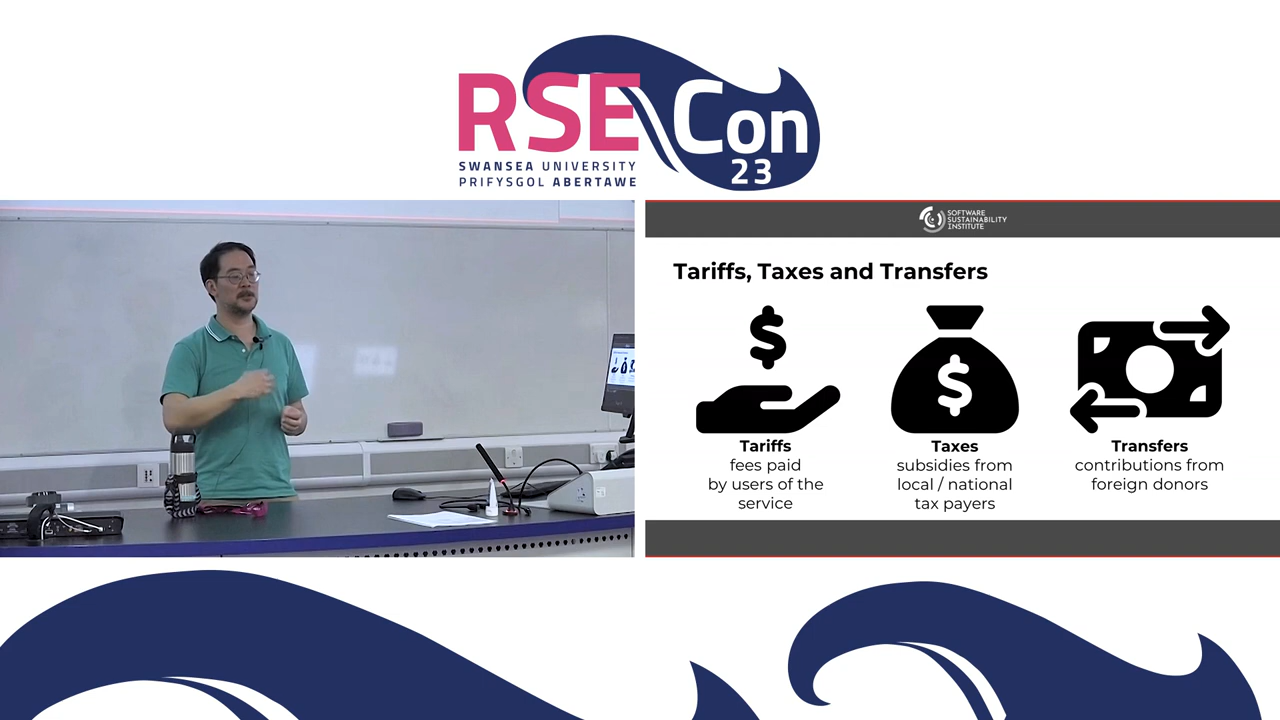 RSE Con
23
SWANSEA UNIVERSITY
PRIFYSGOL ABERTAWE
SOFTWARE
SUSTAINABILITY
INSTITUTE
Tariffs, Taxes and Transfers
$
$
Tariffs
fees paid
by users of the
service
Taxes
subsidies from
local / national
tax payers
Transfers
contributions from
foreign donors